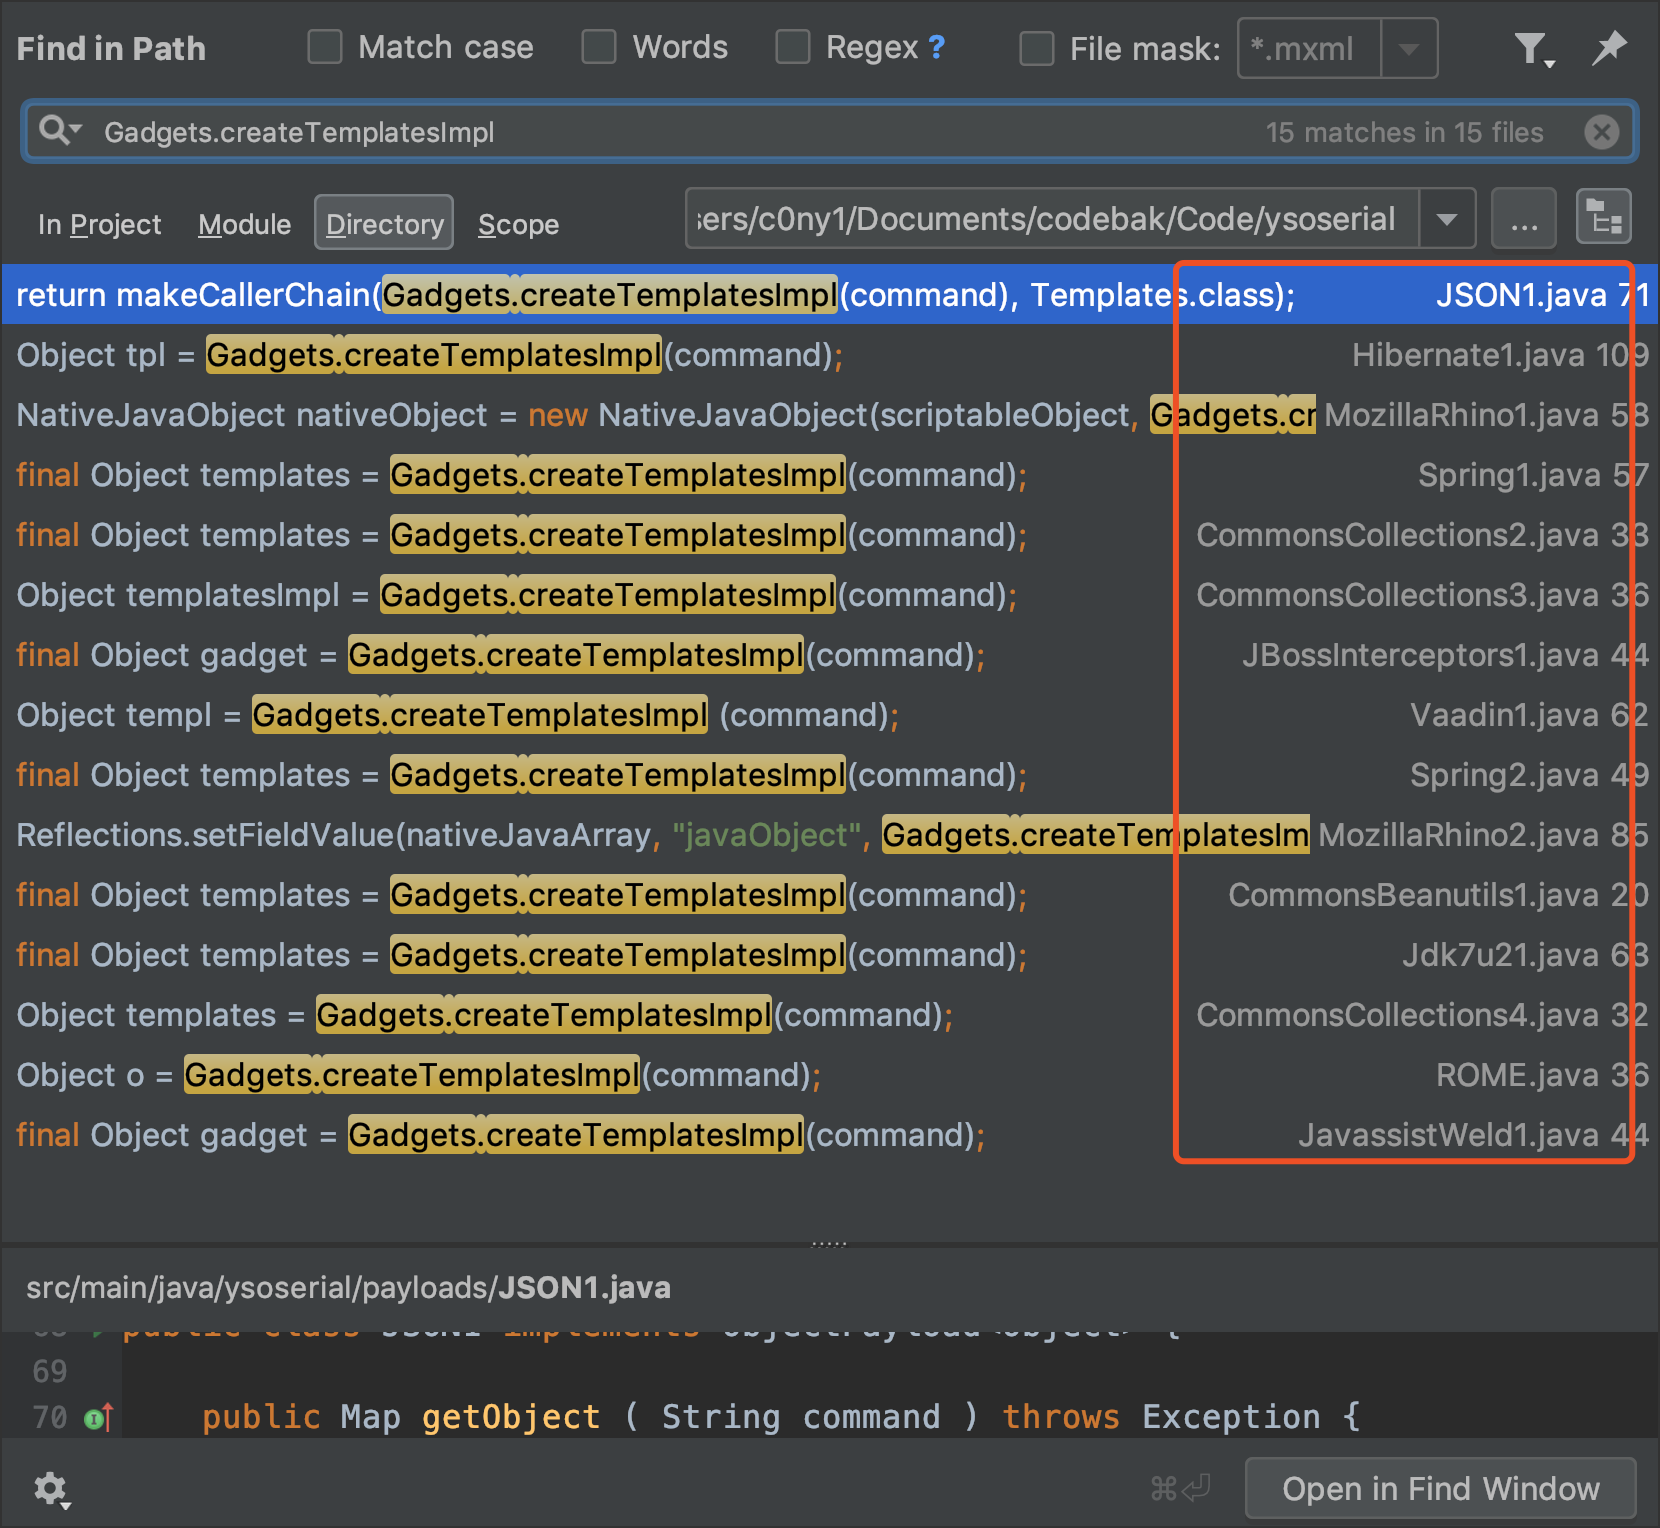 Find in Path Match case Words Regex ? File mask: *.mxml
Gadgets.createTemplatesImpl 15 matches in 15 files
In Project Module Directory Scope sers/c0ny1/Documents/codebak/Code/ysoserial ...
return makeCallerChain(Gadgets.createTemplatesImpl(command), Templates.class); JSON1.java 71
Object tpl = Gadgets.createTemplatesImpl(command); Hibernate1.java 109
NativeJavaObject nativeObject = new NativeJavaObject(scriptableObject, Gadgets.cr MozillaRhino1.java 58
final Object templates = Gadgets.createTemplatesImpl(command); Spring1.java 57
final Object templates = Gadgets.createTemplatesImpl(command); CommonsCollections2.java 33
Object templatesImpl = Gadgets.createTemplatesImpl(command); CommonsCollections3.java 36
final Object gadget = Gadgets.createTemplatesImpl(command); JBossInterceptors1.java 44
Object templ = Gadgets.createTemplatesImpl (command); Vaadin1.java 62
final Object templates = Gadgets.createTemplatesImpl(command); Spring2.java 49
Reflections.setFieldValue(nativeJavaArray, "javaObject", Gadgets.createTemplatesIm MozillaRhino2.java 85
final Object templates = Gadgets.createTemplatesImpl(command); CommonsBeanutils1.java 20
final Object templates = Gadgets.createTemplatesImpl(command); Jdk7u21.java 63
Object templates = Gadgets.createTemplatesImpl(command); CommonsCollections4.java 32
Object o = Gadgets.createTemplatesImpl(command); ROME.java 36
final Object gadget = Gadgets.createTemplatesImpl(command); JavassistWeld1.java 44
src/main/java/ysoserial/payloads/JSON1.java
68 public class JSON1 implements ObjectPayload<Object> {
69
70 public Map getObject ( String command ) throws Exception {
⌘⏎ Open in Find Window